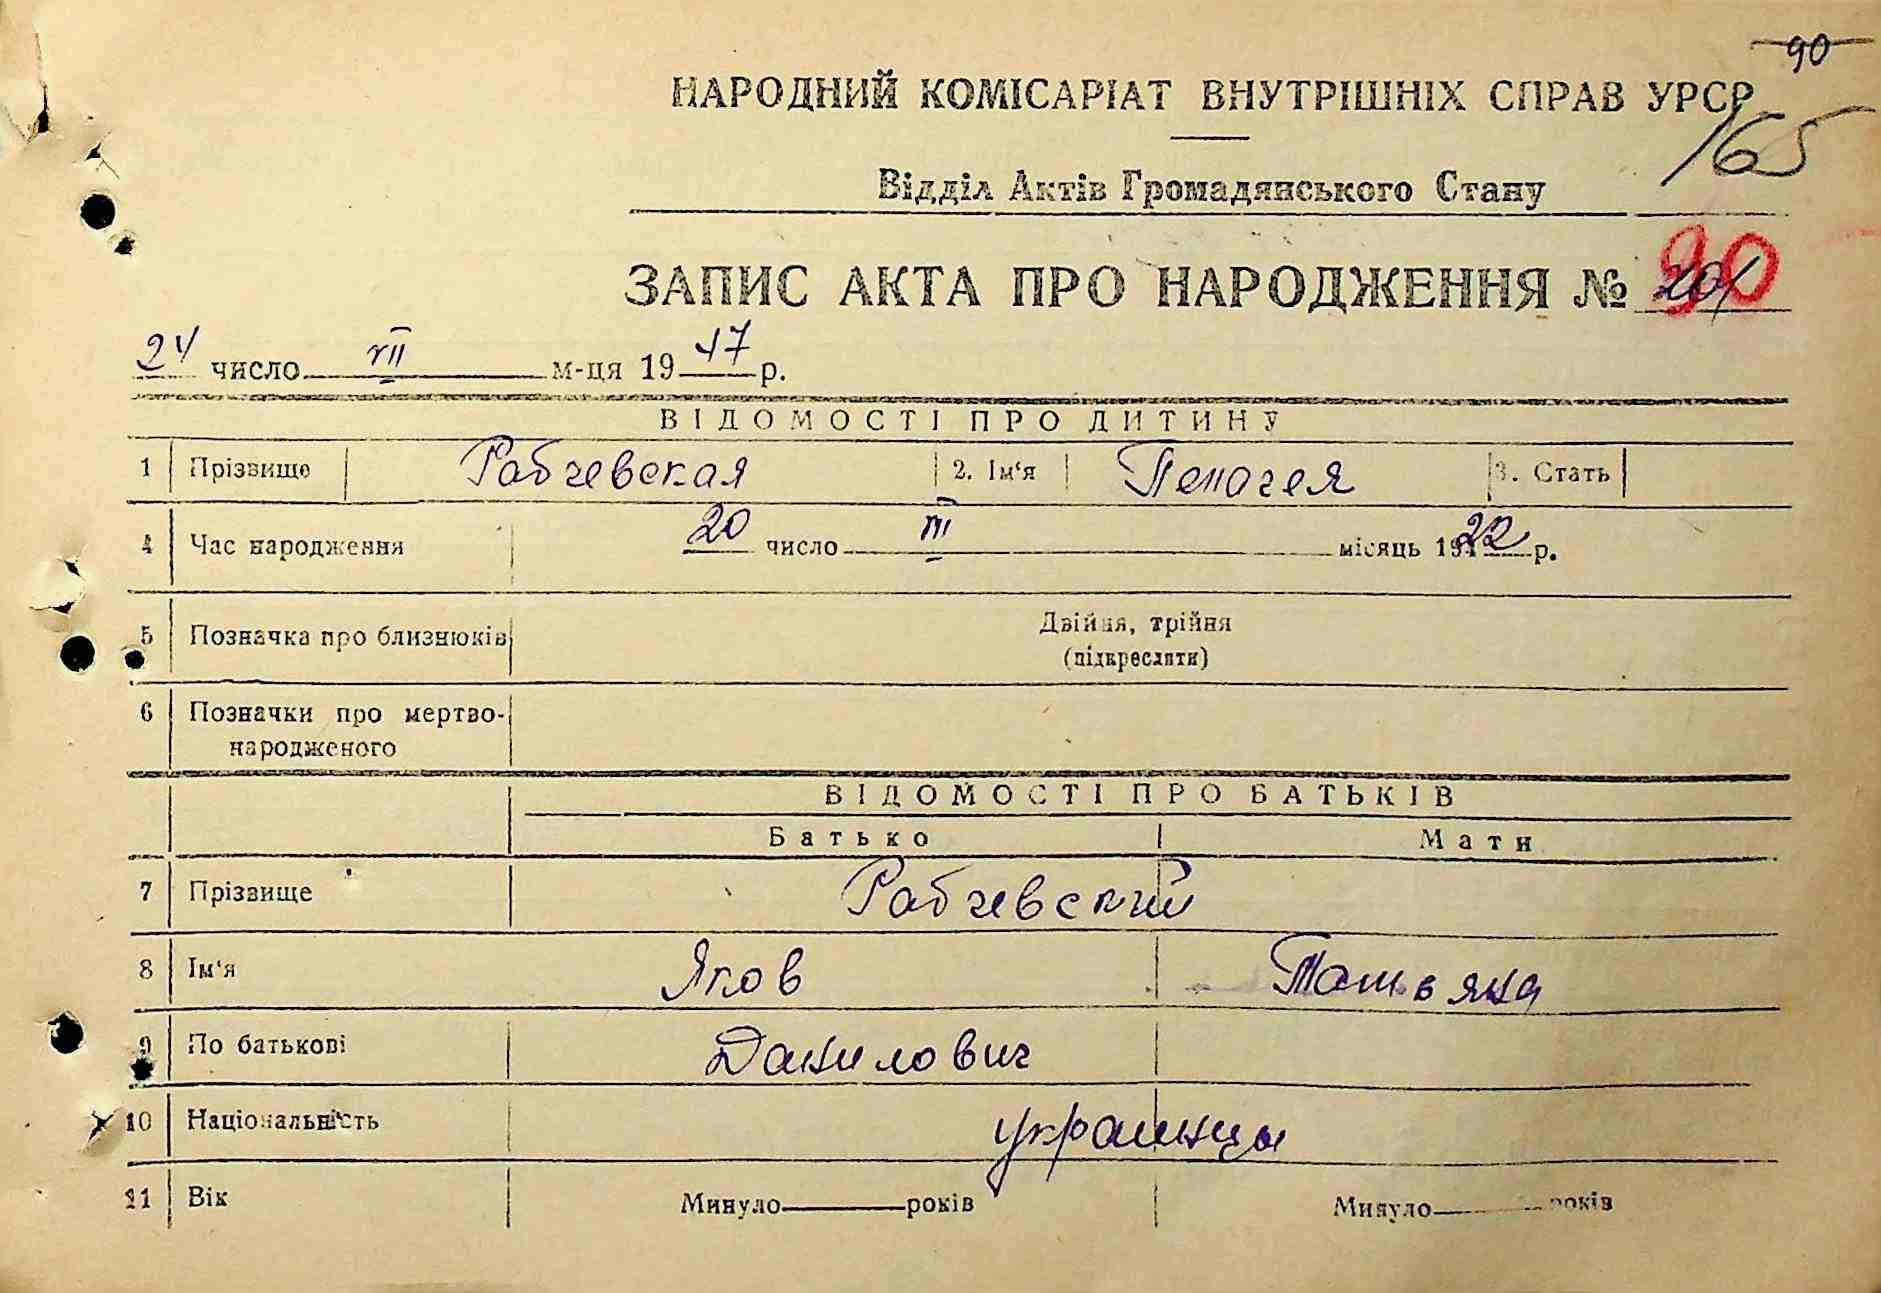 90
НАРОДНИЙ КОМІСАРІАТ ВНУТРІШНІХ СПРАВ УРСР
165
Відділ Актів Громадянського Стану
ЗАПИС АКТА ПРО НАРОДЖЕННЯ № 90
24 число VII м-ця 1947 р.
ВІДОМОСТІ ПРО ДИТИНУ
1 Прізвище Рабчевская 2. Ім‘я Пелагея 3. Стать
4 Час народження 20 число III місяць 1922 р.
5 Позначка про близнюків Двійня, трійня
(підкреслити)
6 Позначки про мертво-
народженого
ВІДОМОСТІ ПРО БАТЬКІВ
Батько Мати
7 Прізвище Рабчевский
8 Ім‘я Яков Татьяна
9 По батькові Данилович
10 Національність украинцы
11 Вік Минуло років Минуло років